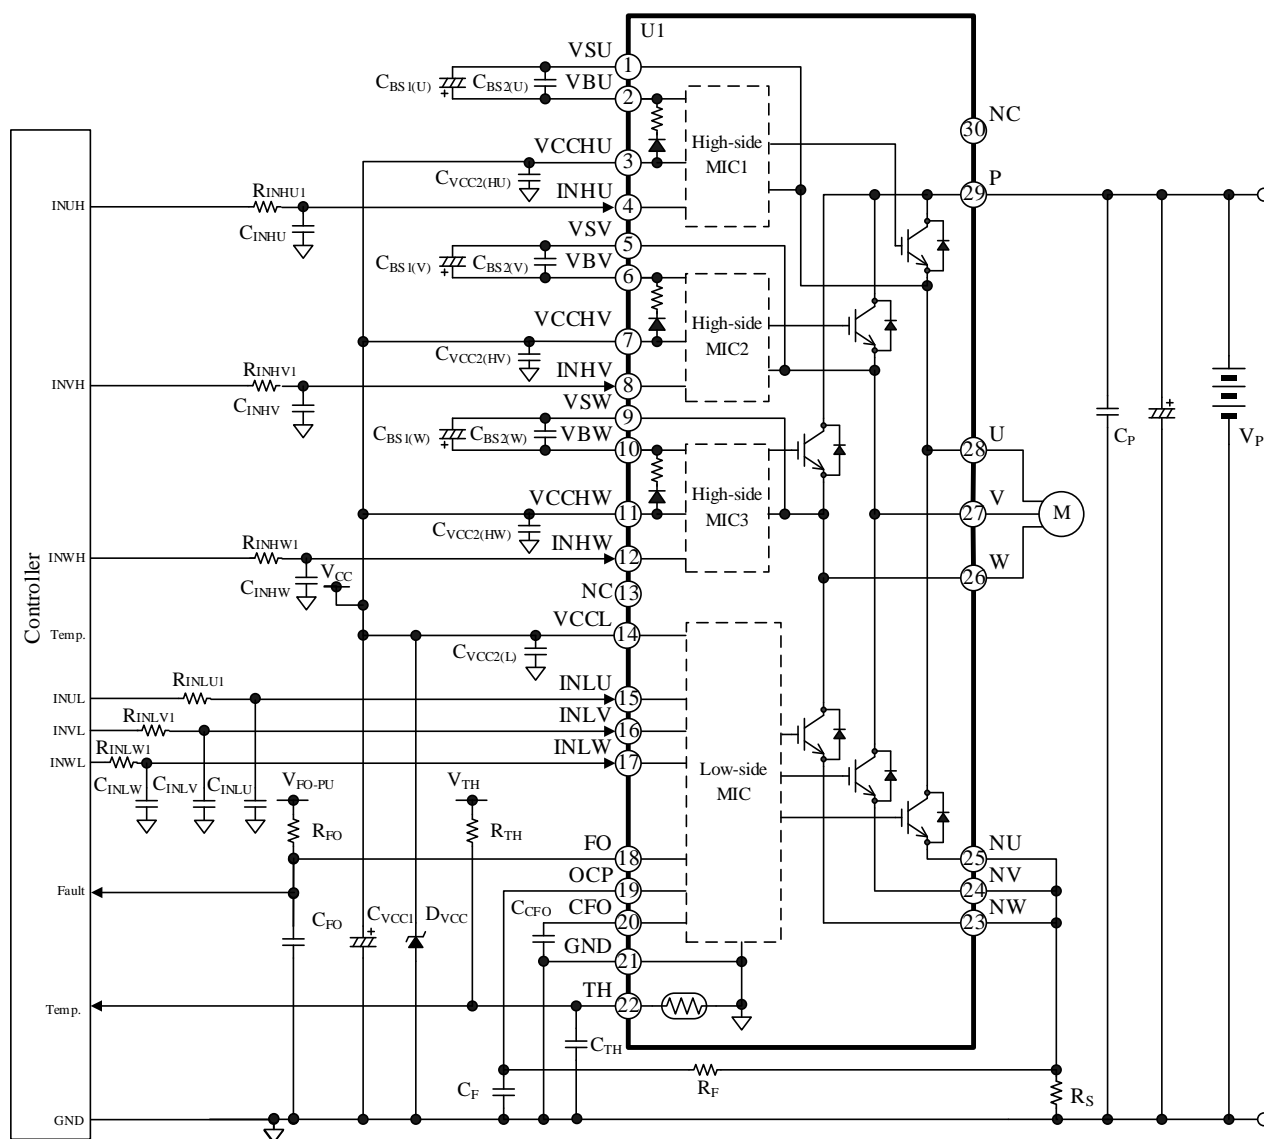 U1
VSU
1
CBS1(U)
CBS2(U)
VBU
2
High-side
MIC1
NC
30
VCCHU
3
CVCC2(HU)
P
29
INHU
4
RINHU1
INUH
CINHU
VSV
5
CBS1(V)
CBS2(V)
VBV
6
High-side
MIC2
VCCHV
7
CVCC2(HV)
INHV
8
RINHV1
INVH
CINHV
VSW
9
CBS1(W)
CBS2(W)
VBW
10
High-side
MIC3
CP
VP
U
28
VCCHW
11
CVCC2(HW)
V
27
M
INHW
12
RINHW1
INWH
CINHW
VCC
W
26
NC
13
Controller
Temp.
VCCL
14
CVCC2(L)
INUL
RINLU1
INLU
15
INVL
RINLV1
INLV
16
INWL
RINLW1
INLW
17
Low-side
MIC
CINLW
CINLV
CINLU
VFO-PU
VTH
RFO
RTH
FO
18
NU
25
Fault
OCP
19
NV
24
CFO
CVCC1
DVCC
CCFO
CFO
20
NW
23
GND
21
TH
22
Temp.
CTH
CF
RF
RS
GND